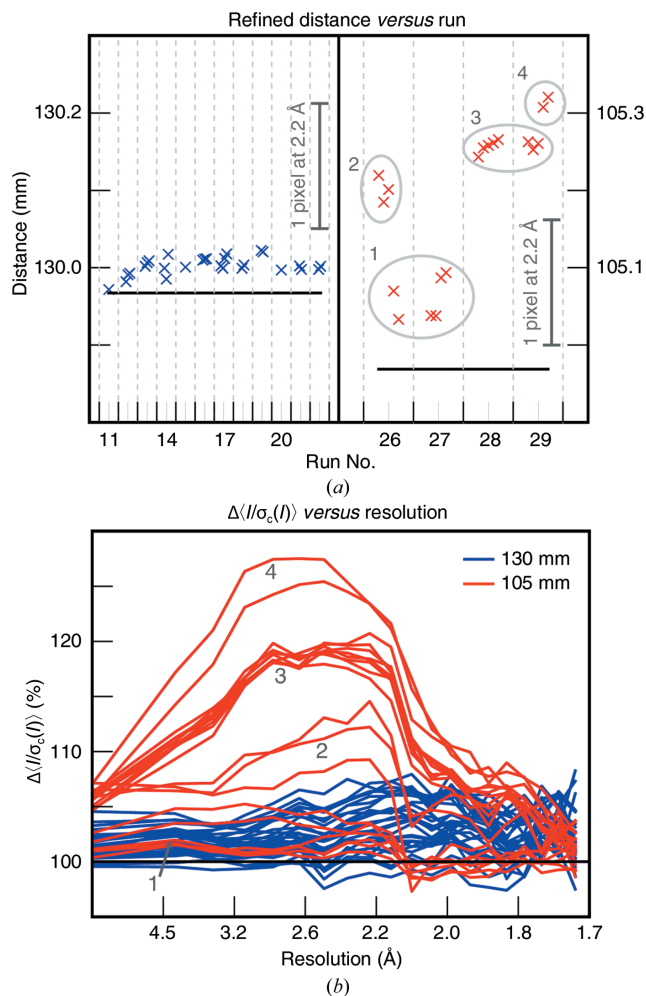 Refined distance versus run
130.2
130.0
Distance (mm)
1 pixel at 2.2 Å
4
3
2
1
105.3
105.1
1 pixel at 2.2 Å
11 14 17 20 26 27 28 29
Run No.
(a)
Δ⟨I/σc(I)⟩ versus resolution
130 mm
105 mm
4
3
2
1
120
110
100
Δ⟨I/σc(I)⟩ (%)
4.5 3.2 2.6 2.2 2.0 1.8 1.7
Resolution (Å)
(b)